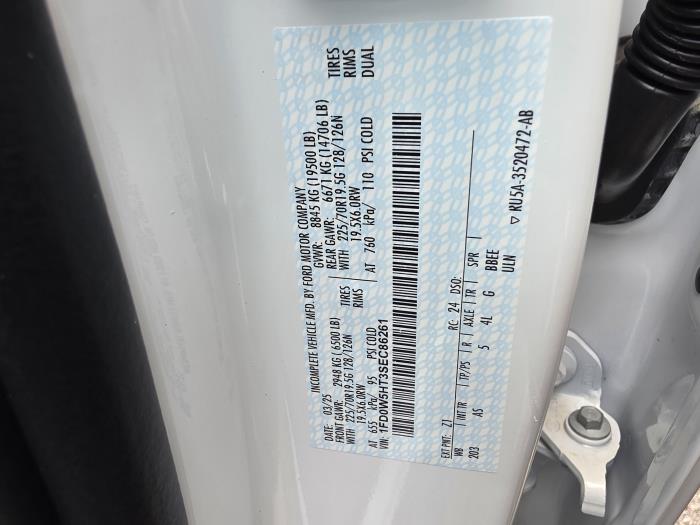 INCOMPLETE VEHICLE MFD. BY FORD MOTOR COMPANY
DATE: 03/25 GVWR: 8845 KG (19500 LB)
FRONT GAWR: 2948 KG (6500 LB) REAR GAWR: 6671 KG (14706 LB)
WITH 225/70R19.5G 128/126N TIRES WITH 225/70R19.5G 128/126N TIRES
19.5X6.0RW RIMS 19.5X6.0RW RIMS
AT 655 kPa/ 95 PSI COLD AT 760 kPa/ 110 PSI COLD DUAL
VIN: 1FD0W5HT3SEC86261
EXT PNT: Z1 RC: 24 DSO:
WB INT TR TP/PS R AXLE TR SPR
203 AS 5 4L G BBEE
ULN
▽ RU5A-3520472-AB